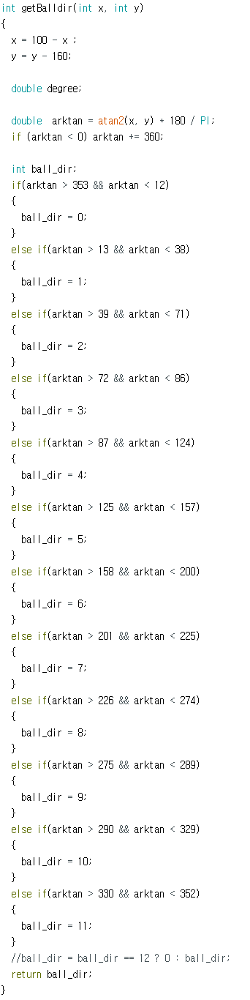 int getBalldir(int x, int y)
{
x = 100 - x ;
y = y - 160;
double degree;
double  arktan = atan2(x, y) * 180 / PI;
if (arktan < 0) arktan += 360;
int ball_dir;
if(arktan > 353 && arktan < 12)
{
ball_dir = 0;
}
else if(arktan > 13 && arktan < 38)
{
ball_dir = 1;
}
else if(arktan > 39 && arktan < 71)
{
ball_dir = 2;
}
else if(arktan > 72 && arktan < 86)
{
ball_dir = 3;
}
else if(arktan > 87 && arktan < 124)
{
ball_dir = 4;
}
else if(arktan > 125 && arktan < 157)
{
ball_dir = 5;
}
else if(arktan > 158 && arktan < 200)
{
ball_dir = 6;
}
else if(arktan > 201 && arktan < 225)
{
ball_dir = 7;
}
else if(arktan > 226 && arktan < 274)
{
ball_dir = 8;
}
else if(arktan > 275 && arktan < 289)
{
ball_dir = 9;
}
else if(arktan > 290 && arktan < 329)
{
ball_dir = 10;
}
else if(arktan > 330 && arktan < 352)
{
ball_dir = 11;
}
//ball_dir = ball_dir == 12 ? 0 : ball_dir;
return ball_dir;
}